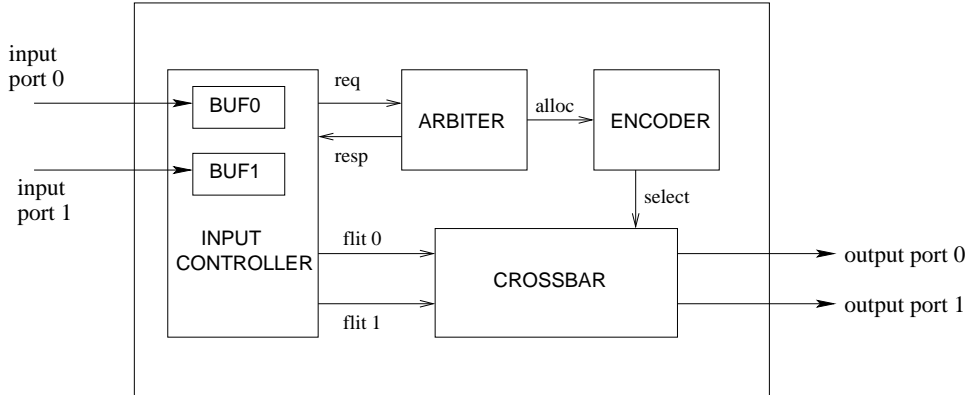 input
port 0
input
port 1
BUF0
BUF1
INPUT
CONTROLLER
req
resp
ARBITER
alloc
ENCODER
select
flit 0
flit 1
CROSSBAR
output port 0
output port 1